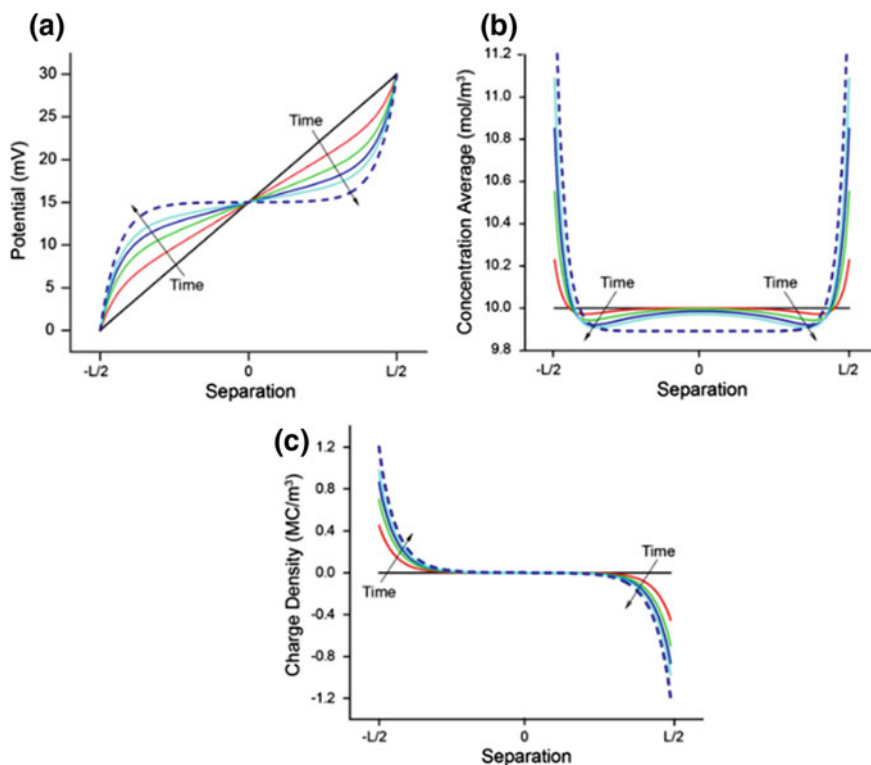 (a)
Potential (mV)
30
25
20
15
10
5
0
Time
Time
-L/2 0 L/2
Separation
(b)
Concentration Average (mol/m³)
11.2
11.0
10.8
10.6
10.4
10.2
10.0
9.8
Time Time
-L/2 0 L/2
Separation
(c)
Charge Density (MC/m³)
1.2
0.8
0.4
0.0
-0.4
-0.8
-1.2
Time
Time
-L/2 0 L/2
Separation